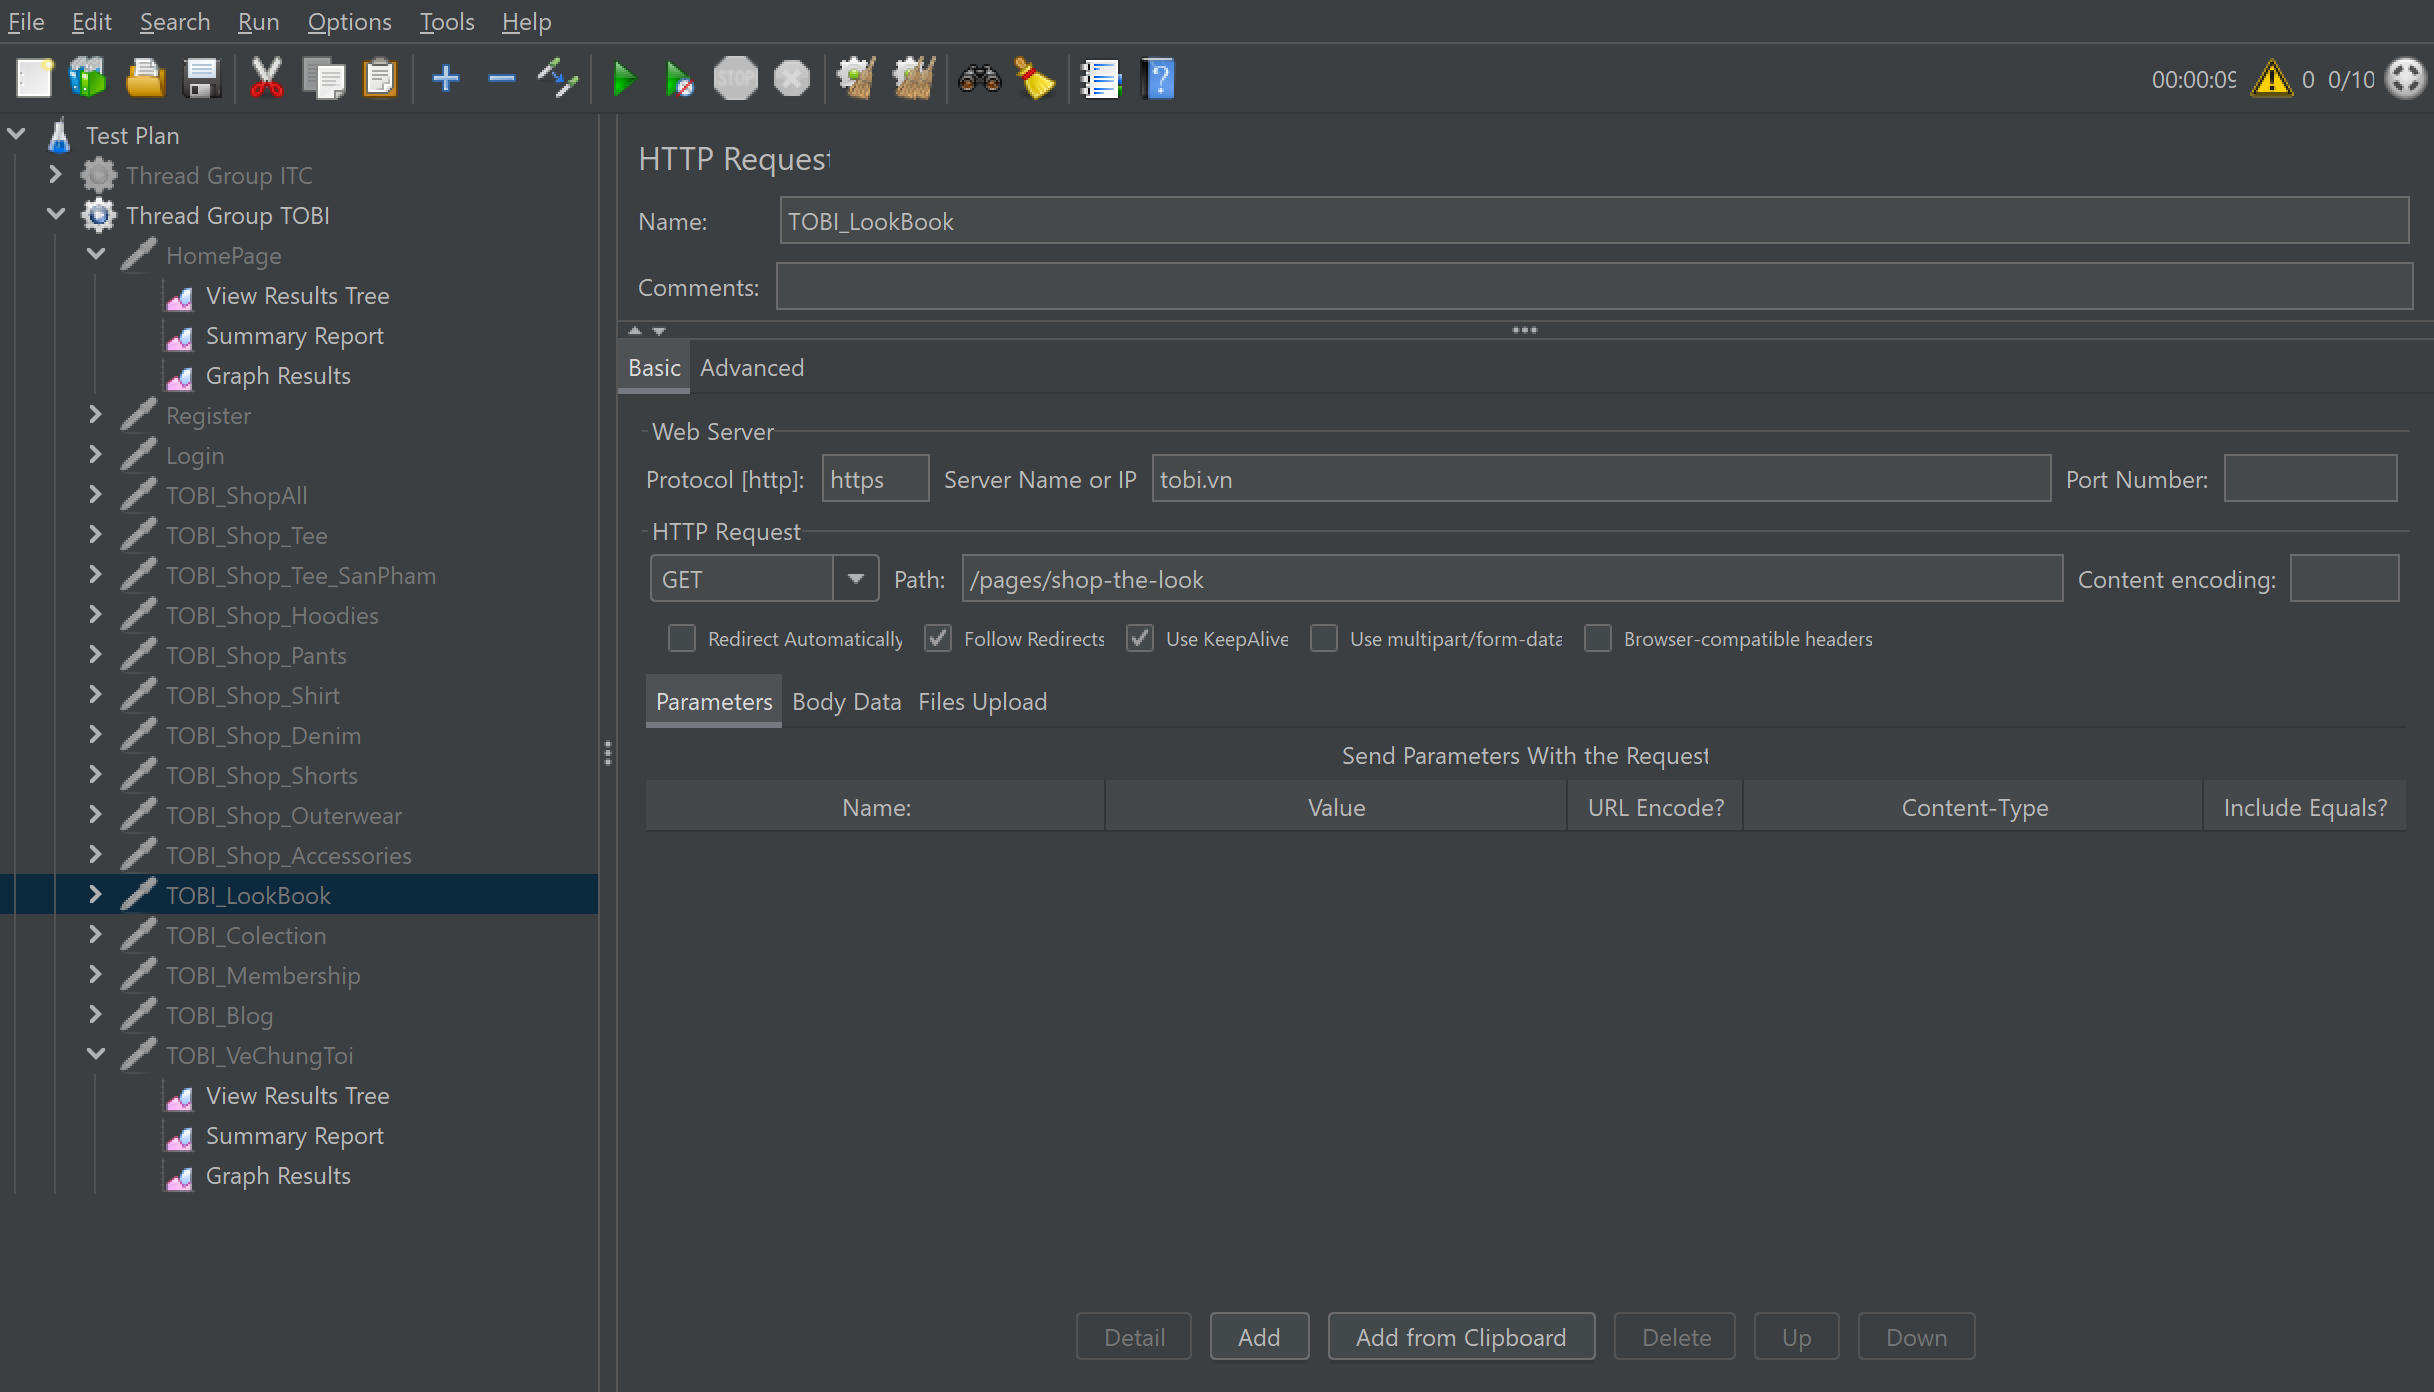 File Edit Search Run Options Tools Help
STOP
00:00:09 0 0/10
Test Plan
Thread Group ITC
Thread Group TOBI
HomePage
View Results Tree
Summary Report
Graph Results
Register
Login
TOBI_ShopAll
TOBI_Shop_Tee
TOBI_Shop_Tee_SanPham
TOBI_Shop_Hoodies
TOBI_Shop_Pants
TOBI_Shop_Shirt
TOBI_Shop_Denim
TOBI_Shop_Shorts
TOBI_Shop_Outerwear
TOBI_Shop_Accessories
TOBI_LookBook
TOBI_Colection
TOBI_Membership
TOBI_Blog
TOBI_VeChungToi
View Results Tree
Summary Report
Graph Results
HTTP Request
Name: TOBI_LookBook
Comments:
Basic Advanced
Web Server
Protocol [http]: https Server Name or IP tobi.vn Port Number:
HTTP Request
GET Path: /pages/shop-the-look Content encoding:
Redirect Automatically Follow Redirects Use KeepAlive Use multipart/form-data Browser-compatible headers
Parameters Body Data Files Upload
Send Parameters With the Request
Name: Value URL Encode? Content-Type Include Equals?
Detail Add Add from Clipboard Delete Up Down